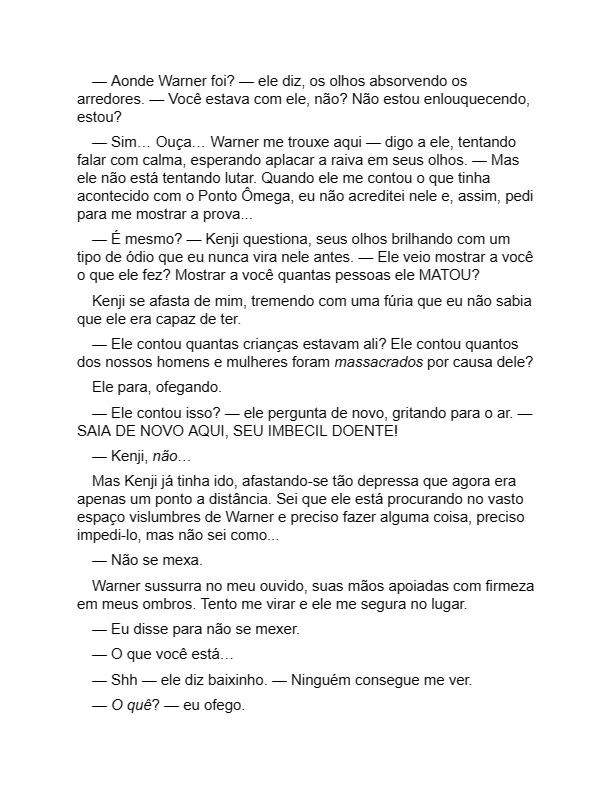 — Aonde Warner foi? — ele diz, os olhos absorvendo os
arredores. — Você estava com ele, não? Não estou enlouquecendo,
estou?
— Sim… Ouça… Warner me trouxe aqui — digo a ele, tentando
falar com calma, esperando aplacar a raiva em seus olhos. — Mas
ele não está tentando lutar. Quando ele me contou o que tinha
acontecido com o Ponto Ômega, eu não acreditei nele e, assim, pedi
para me mostrar a prova...
— É mesmo? — Kenji questiona, seus olhos brilhando com um
tipo de ódio que eu nunca vira nele antes. — Ele veio mostrar a você
o que ele fez? Mostrar a você quantas pessoas ele MATOU?
Kenji se afasta de mim, tremendo com uma fúria que eu não sabia
que ele era capaz de ter.
— Ele contou quantas crianças estavam ali? Ele contou quantos
dos nossos homens e mulheres foram massacrados por causa dele?
Ele para, ofegando.
— Ele contou isso? — ele pergunta de novo, gritando para o ar. —
SAIA DE NOVO AQUI, SEU IMBECIL DOENTE!
— Kenji, não…
Mas Kenji já tinha ido, afastando-se tão depressa que agora era
apenas um ponto a distância. Sei que ele está procurando no vasto
espaço vislumbres de Warner e preciso fazer alguma coisa, preciso
impedi-lo, mas não sei como...
— Não se mexa.
Warner sussurra no meu ouvido, suas mãos apoiadas com firmeza
em meus ombros. Tento me virar e ele me segura no lugar.
— Eu disse para não se mexer.
— O que você está…
— Shh — ele diz baixinho. — Ninguém consegue me ver.
— O quê? — eu ofego.